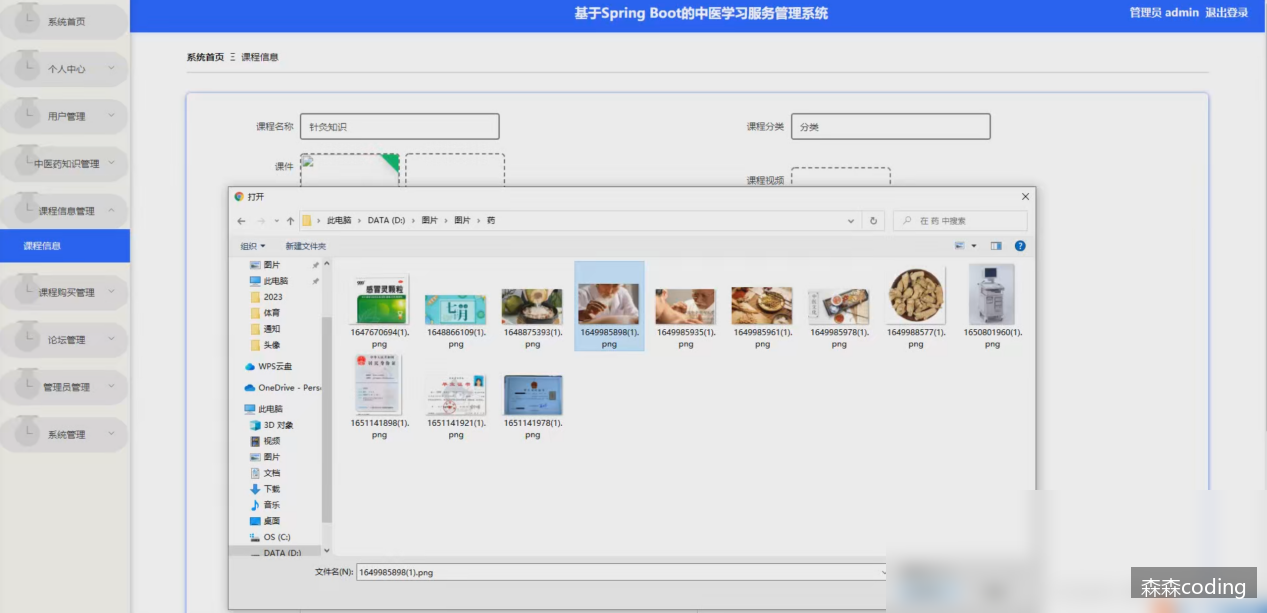 基于Spring Boot的中医学习服务管理系统
管理员 admin 退出登录
系统首页
个人中心
用户管理
中医药知识管理
课程信息管理
课程信息
课程购买管理
论坛管理
管理员管理
系统管理
系统首页 Ξ 课程信息
课程名称 针灸知识
课程分类 分类
课件
课程视频
打开
此电脑 › DATA (D:) › 图片 › 图片 › 药
在 药 中搜索
组织
新建文件夹
图片
此电脑
2023
体育
通知
头像
WPS云盘
OneDrive - Pers
此电脑
3D 对象
视频
图片
文档
下载
音乐
桌面
OS (C:)
DATA (D:)
感冒灵颗粒
1647670694(1).png
1648866109(1).png
1648875393(1).png
1649985898(1).png
1649985935(1).png
1649985961(1).png
1649985978(1).png
1649988577(1).png
1650801960(1).png
1651141898(1).png
1651141921(1).png
1651141978(1).png
文件名(N): 1649985898(1).png
森森coding